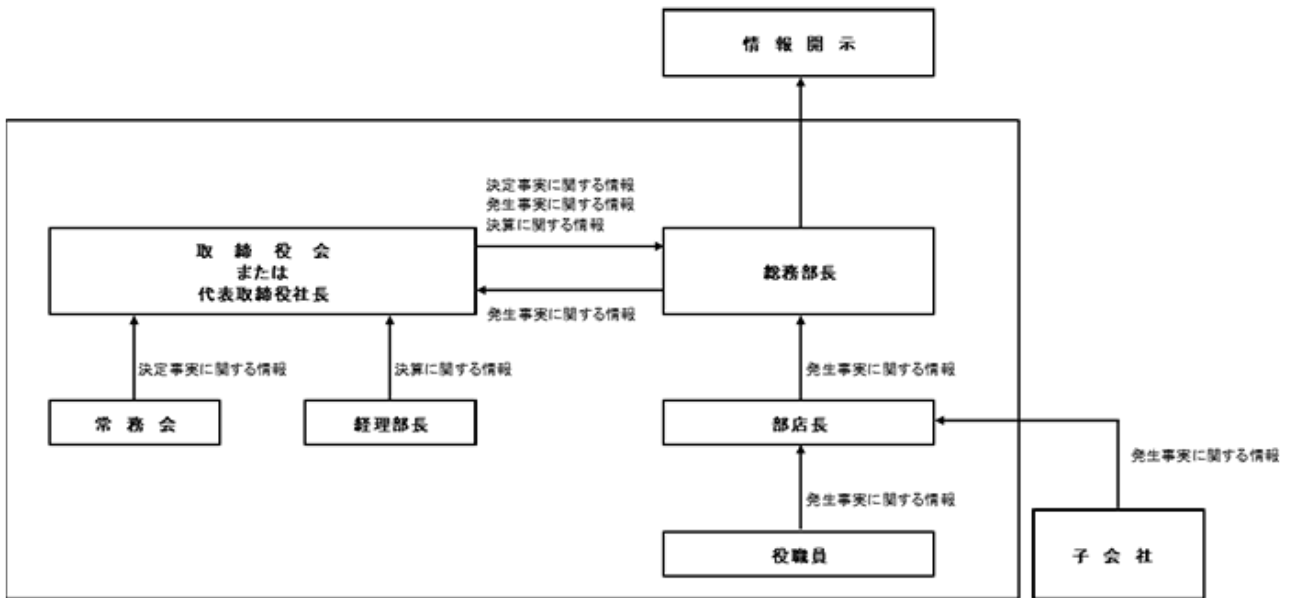 情報開示
決定事実に関する情報
発生事実に関する情報
決算に関する情報
取締役会
または
代表取締役社長
総務部長
発生事実に関する情報
決定事実に関する情報
決算に関する情報
発生事実に関する情報
常務会
経理部長
部店長
発生事実に関する情報
発生事実に関する情報
役職員
子会社